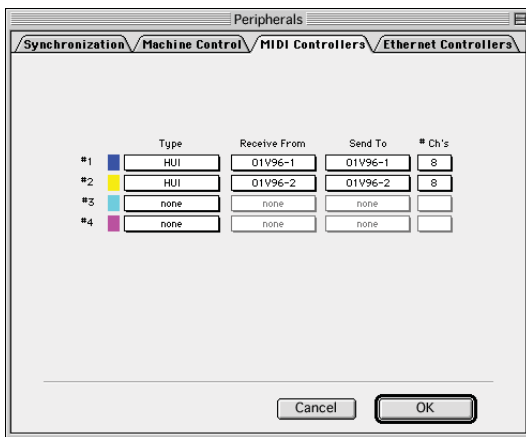 Peripherals
Synchronization Machine Control MIDI Controllers Ethernet Controllers
Type Receive From Send To # Ch's
#1 HUI 01V96-1 01V96-1 8
#2 HUI 01V96-2 01V96-2 8
#3 none none none
#4 none none none
Cancel OK